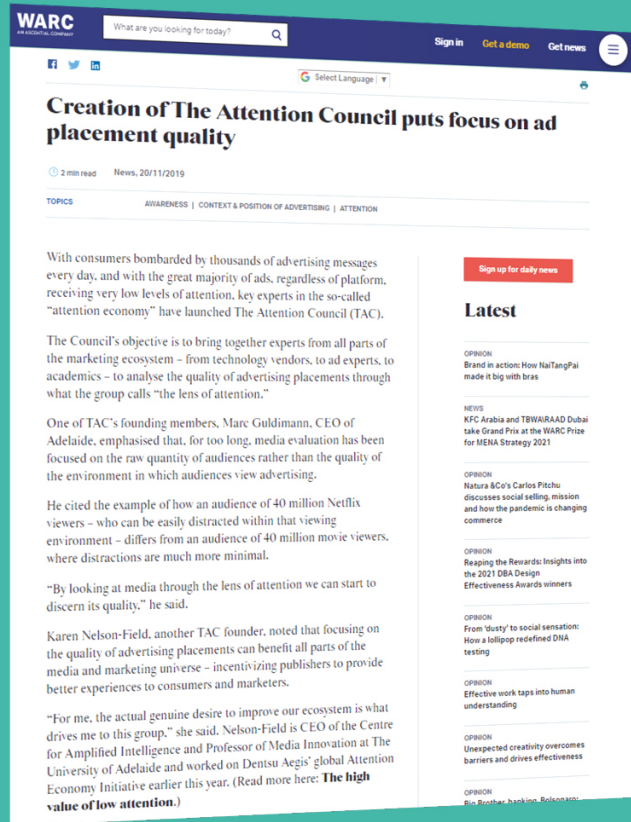 WARC
AN ASCENTIAL COMPANY
What are you looking for today?
Sign in
Get a demo
Get news
Select Language
Creation of The Attention Council puts focus on ad
placement quality
2 min read
News, 20/11/2019
TOPICS
AWARENESS | CONTEXT & POSITION OF ADVERTISING | ATTENTION
With consumers bombarded by thousands of advertising messages
every day, and with the great majority of ads, regardless of platform,
receiving very low levels of attention, key experts in the so-called
“attention economy” have launched The Attention Council (TAC).
The Council’s objective is to bring together experts from all parts of
the marketing ecosystem – from technology vendors, to ad experts, to
academics – to analyse the quality of advertising placements through
what the group calls “the lens of attention.”
One of TAC’s founding members, Marc Guldimann, CEO of
Adelaide, emphasised that, for too long, media evaluation has been
focused on the raw quantity of audiences rather than the quality of
the environment in which audiences view advertising.
He cited the example of how an audience of 40 million Netflix
viewers – who can be easily distracted within that viewing
environment – differs from an audience of 40 million movie viewers,
where distractions are much more minimal.
“By looking at media through the lens of attention we can start to
discern its quality,” he said.
Karen Nelson-Field, another TAC founder, noted that focusing on
the quality of advertising placements can benefit all parts of the
media and marketing universe – incentivizing publishers to provide
better experiences to consumers and marketers.
“For me, the actual genuine desire to improve our ecosystem is what
drives me to this group,” she said. Nelson-Field is CEO of the Centre
for Amplified Intelligence and Professor of Media Innovation at The
University of Adelaide and worked on Dentsu Aegis’ global Attention
Economy Initiative earlier this year. (Read more here: The high
value of low attention.)
Sign up for daily news
Latest
OPINION
Brand in action: How NaiTangPai
made it big with bras
NEWS
KFC Arabia and TBWA\RAAD Dubai
take Grand Prix at the WARC Prize
for MENA Strategy 2021
OPINION
Natura &Co's Carlos Pitchu
discusses social selling, mission
and how the pandemic is changing
commerce
OPINION
Reaping the Rewards: Insights into
the 2021 DBA Design
Effectiveness Awards winners
OPINION
From 'dusty' to social sensation:
How a lollipop redefined DNA
testing
OPINION
Effective work taps into human
understanding
OPINION
Unexpected creativity overcomes
barriers and drives effectiveness
OPINION
Big Brother, banking, Bolsonaro: